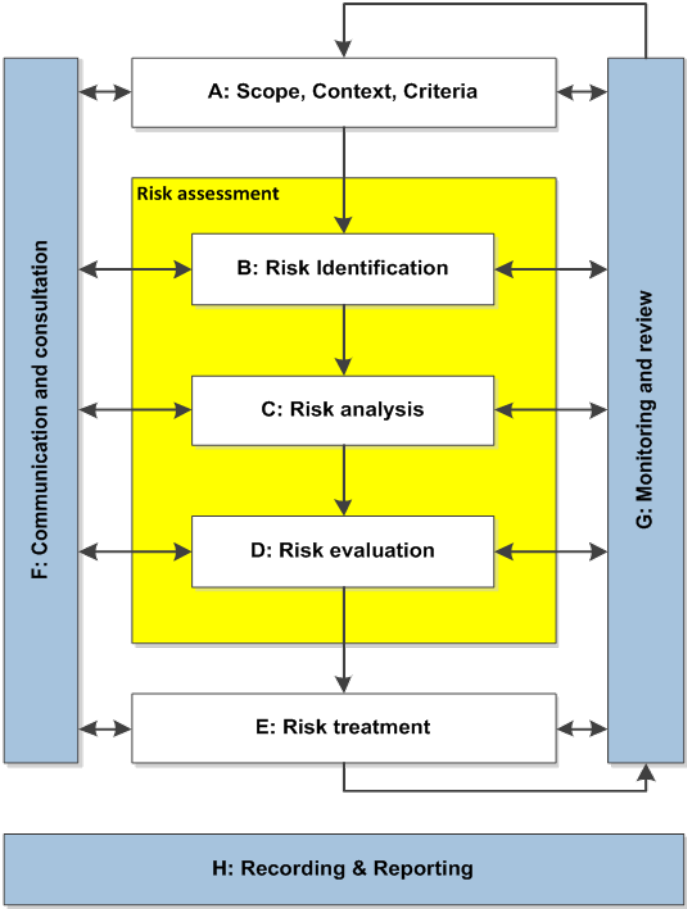 A: Scope, Context, Criteria
Risk assessment
B: Risk Identification
C: Risk analysis
D: Risk evaluation
E: Risk treatment
F: Communication and consultation
G: Monitoring and review
H: Recording & Reporting